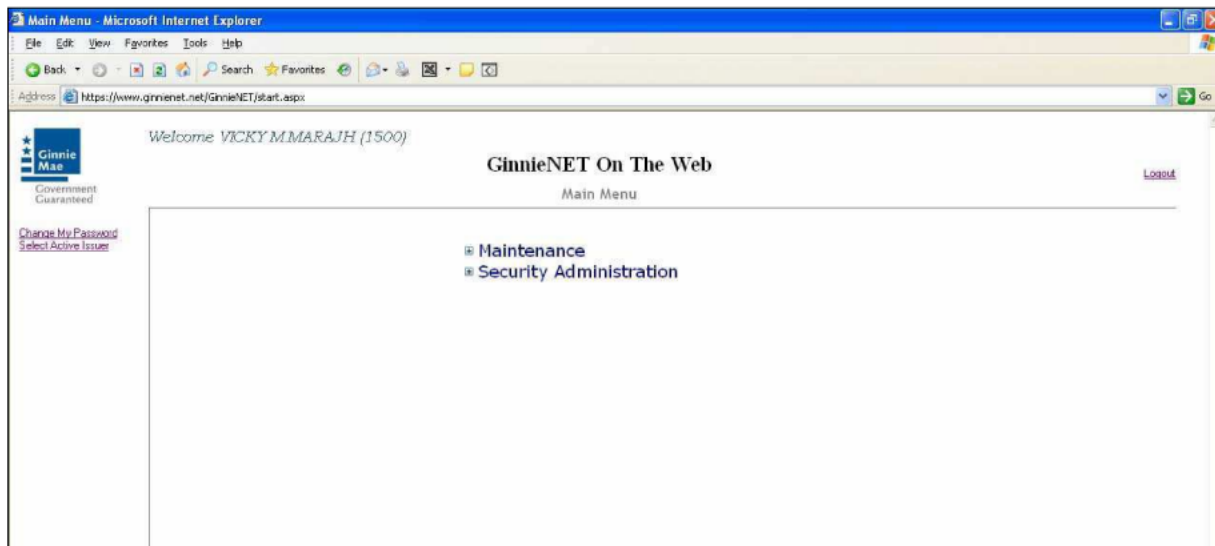 Main Menu - Microsoft Internet Explorer
File Edit View Favorites Tools Help
Back Search Favorites
Address https://www.ginnienet.net/GinnieNET/start.aspx Go
Welcome VICKY M.MARAJH (1500)
Ginnie
Mae
Government
Guaranteed
GinnieNET On The Web
Main Menu
Logout
Change My Password
Select Active Issuer
Maintenance
Security Administration